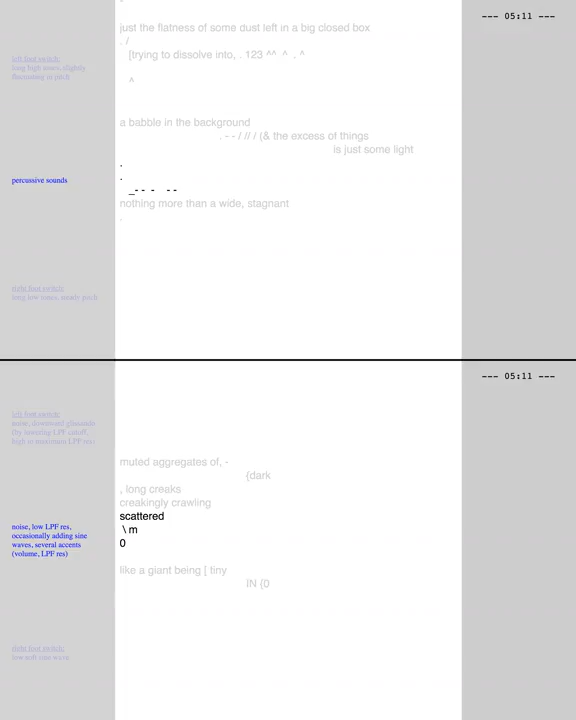 --- 05:11 ---
just the flatness of some dust left in a big closed box
. /
[trying to dissolve into, . 123 ^^ ^ . ^
left foot switch:
long high tones, slightly
fluctuating in pitch
^
a babble in the background
. - - / // / (& the excess of things
is just some light
.
percussive sounds
.
_- - - - -
nothing more than a wide, stagnant
.
right foot switch:
long low tones, steady pitch
--- 05:11 ---
left foot switch:
noise, downward glissando
(by lowering LPF cutoff,
high to maximum LPF res)
muted aggregates of, -
{dark
, long creaks
creakingly crawling
scattered
noise, low LPF res,
occasionally adding sine
waves, several accents
(volume, LPF res)
\ m
0
like a giant being [ tiny
IN {0
right foot switch:
low soft sine wave